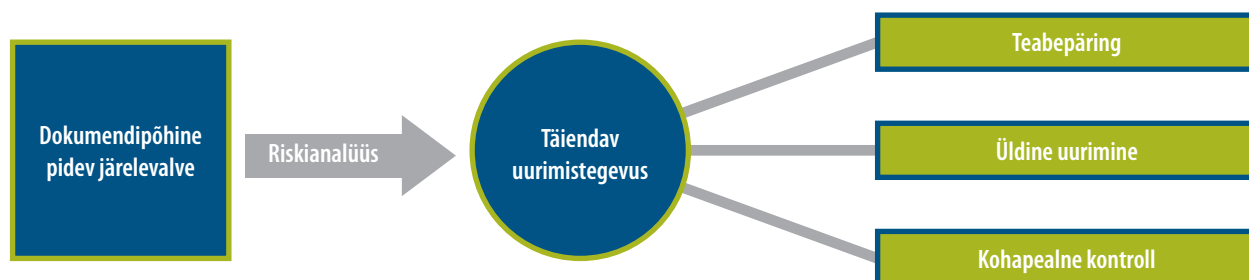 Dokumendipõhine
pidev järelevalve
Riskianalüüs
Täiendav
uurimistegevus
Teabepäring
Üldine uurimine
Kohapealne kontroll